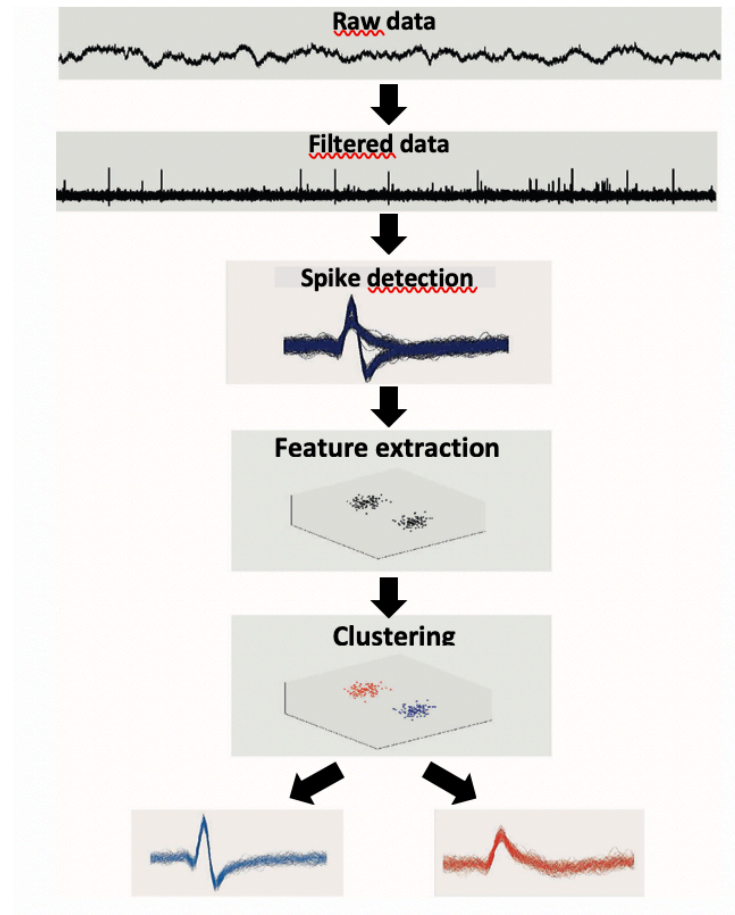 Raw data
Filtered data
Spike detection
Feature extraction
Clustering